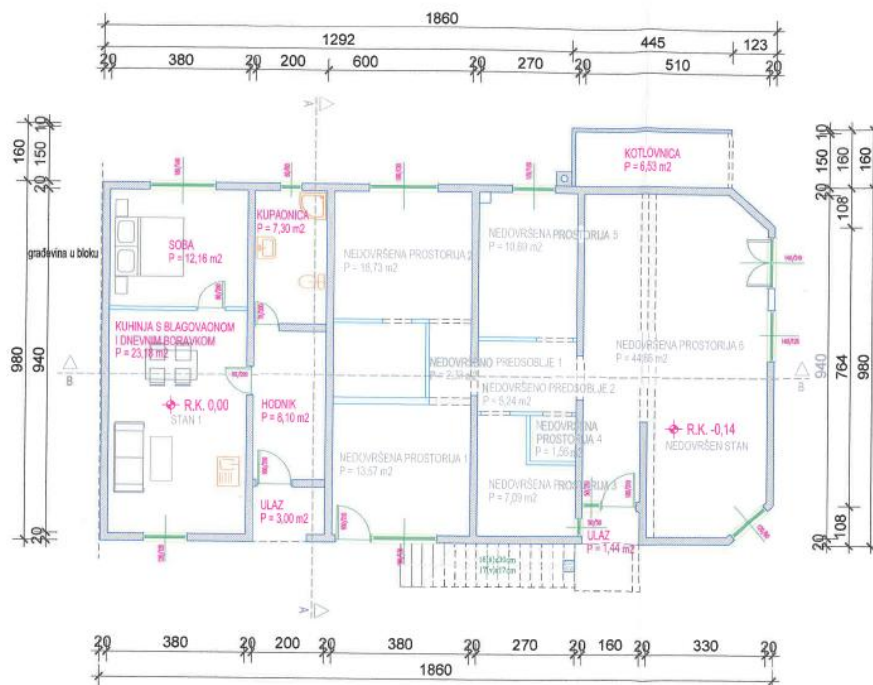 1860
1292
445
123
20
380
20
200
600
20
270
20
510
20
160
10
150
20
980
940
20
građevina u bloku
KOTLOVNICA
P = 6,53 m2
KUPAONICA
P = 7,30 m2
SOBA
P = 12,16 m2
NEDOVRŠENA PROSTORIJA 2
P = 16,73 m2
NEDOVRŠENA PROSTORIJA 5
P = 10,89 m2
KUHINJA S BLAGOVAONOM
I DNEVNIM BORAVKOM
P = 23,18 m2
NEDOVRŠENA PROSTORIJA 6
NEDOVRŠENO PREDSOBLJE 1
NEDOVRŠENO PREDSOBLJE 2
P = 5,24 m2
R.K. 0,00
STAN 1
HODNIK
P = 8,10 m2
NEDOVRŠENA
PROSTORIJA 4
P = 1,56 m2
R.K. -0,14
NEDOVRŠEN STAN
NEDOVRŠENA PROSTORIJA 1
P = 13,57 m2
NEDOVRŠENA PROSTORIJA 3
P = 7,09 m2
ULAZ
P = 3,00 m2
ULAZ
P = 1,44 m2
A
A
B
B
10
150
160
160
20
108
940
764
980
108
20
20
380
20
200
20
380
20
270
20
160
20
330
20
1860